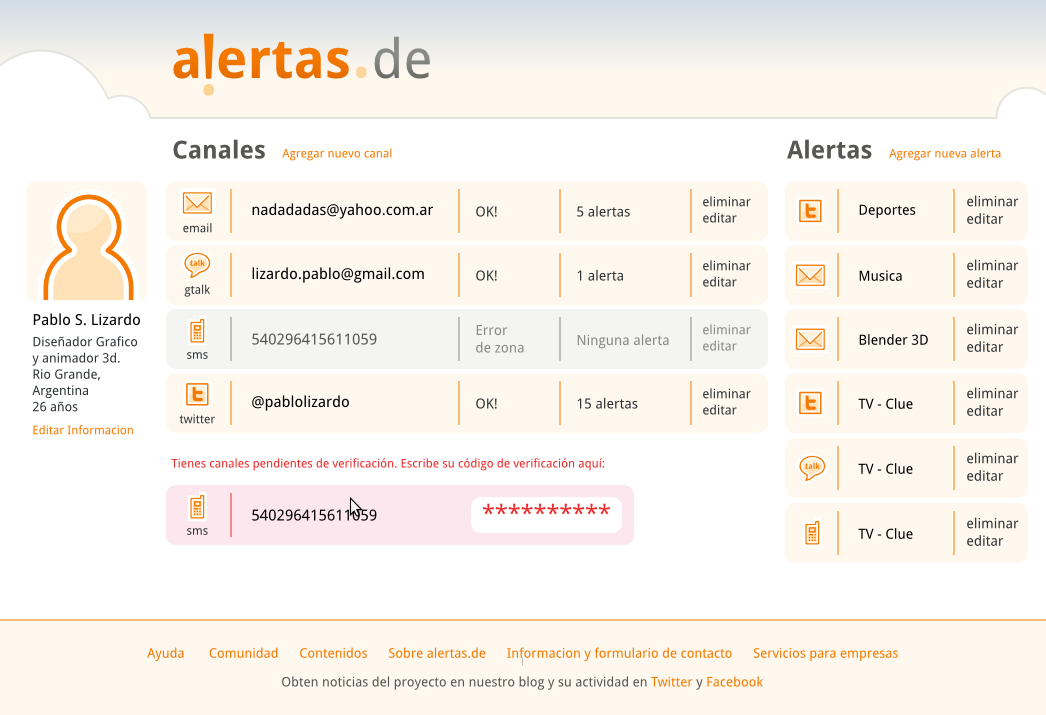 alertas.de
Canales Agregar nuevo canal
email nadadadas@yahoo.com.ar OK! 5 alertas eliminar editar
talk gtalk lizardo.pablo@gmail.com OK! 1 alerta eliminar editar
sms 540296415611059 Error de zona Ninguna alerta eliminar editar
twitter @pablolizardo OK! 15 alertas eliminar editar
Pablo S. Lizardo
Diseñador Grafico
y animador 3d.
Rio Grande,
Argentina
26 años
Editar Informacion
Tienes canales pendientes de verificación. Escribe su código de verificación aquí:
sms 540296415611059 **********
Alertas Agregar nueva alerta
Deportes eliminar editar
Musica eliminar editar
Blender 3D eliminar editar
TV - Clue eliminar editar
talk TV - Clue eliminar editar
TV - Clue eliminar editar
Ayuda Comunidad Contenidos Sobre alertas.de Informacion y formulario de contacto Servicios para empresas
Obten noticias del proyecto en nuestro blog y su actividad en Twitter y Facebook